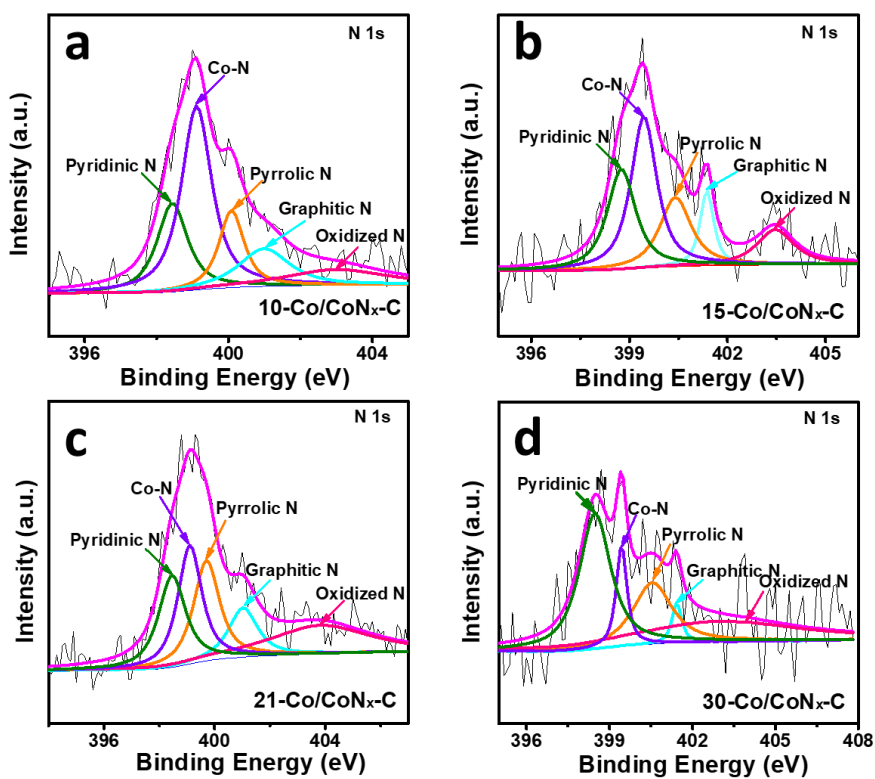 a
N 1s
Co-N
Pyridinic N
Pyrrolic N
Graphitic N
Oxidized N
10-Co/CoNx-C
Intensity (a.u.)
396 400 404
Binding Energy (eV)
b
N 1s
Co-N
Pyridinic N
Pyrrolic N
Graphitic N
Oxidized N
15-Co/CoNx-C
Intensity (a.u.)
396 399 402 405
Binding Energy (eV)
c
N 1s
Co-N
Pyrrolic N
Pyridinic N
Graphitic N
Oxidized N
21-Co/CoNx-C
Intensity (a.u.)
396 400 404
Binding Energy (eV)
d
N 1s
Pyridinic N
Co-N
Pyrrolic N
Graphitic N
Oxidized N
30-Co/CoNx-C
Intensity (a.u.)
395 399 402 405 408
Binding Energy (eV)